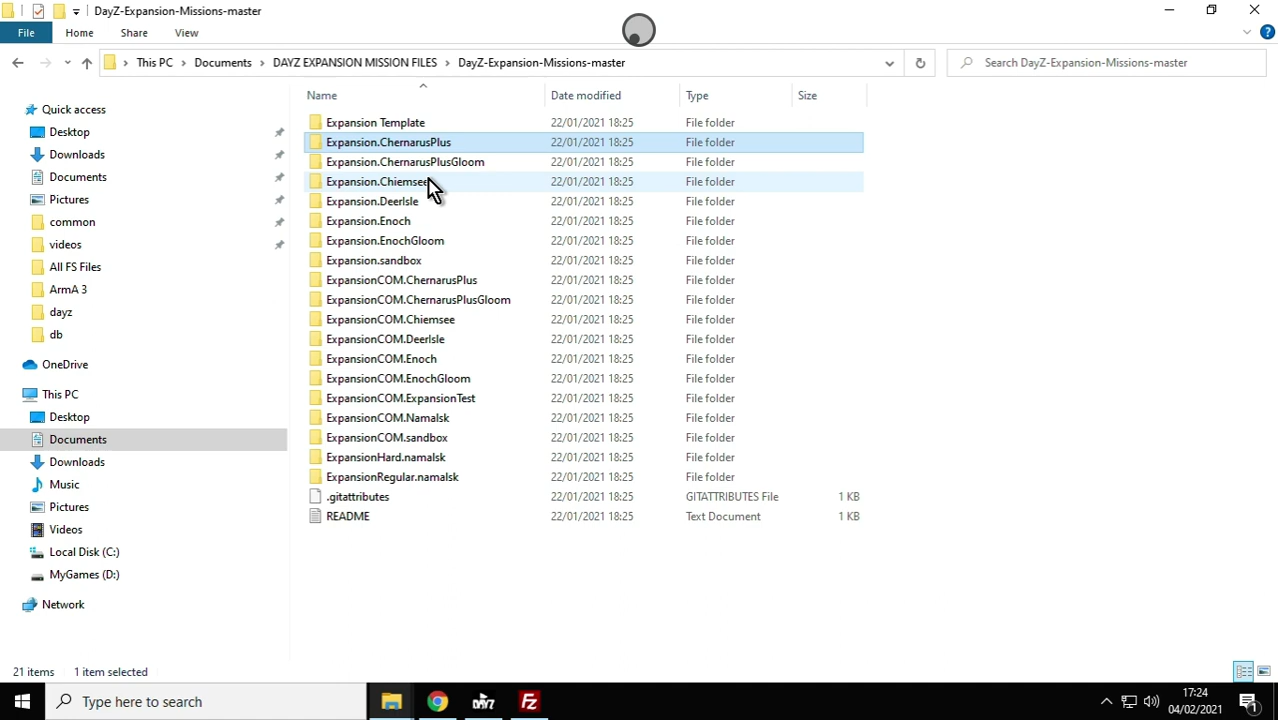 DayZ-Expansion-Missions-master
File Home Share View
This PC Documents DAYZ EXPANSION MISSION FILES DayZ-Expansion-Missions-master
Search DayZ-Expansion-Missions-master
Name Date modified Type Size
Quick access
Desktop
Downloads
Documents
Pictures
common
videos
All FS Files
ArmA 3
dayz
db
OneDrive
This PC
Desktop
Documents
Downloads
Music
Pictures
Videos
Local Disk (C:)
MyGames (D:)
Network
Expansion Template 22/01/2021 18:25 File folder
Expansion.ChernarusPlus 22/01/2021 18:25 File folder
Expansion.ChernarusPlusGloom 22/01/2021 18:25 File folder
Expansion.Chiemsee 22/01/2021 18:25 File folder
Expansion.DeerIsle 22/01/2021 18:25 File folder
Expansion.Enoch 22/01/2021 18:25 File folder
Expansion.EnochGloom 22/01/2021 18:25 File folder
Expansion.sandbox 22/01/2021 18:25 File folder
ExpansionCOM.ChernarusPlus 22/01/2021 18:25 File folder
ExpansionCOM.ChernarusPlusGloom 22/01/2021 18:25 File folder
ExpansionCOM.Chiemsee 22/01/2021 18:25 File folder
ExpansionCOM.DeerIsle 22/01/2021 18:25 File folder
ExpansionCOM.Enoch 22/01/2021 18:25 File folder
ExpansionCOM.EnochGloom 22/01/2021 18:25 File folder
ExpansionCOM.ExpansionTest 22/01/2021 18:25 File folder
ExpansionCOM.Namalsk 22/01/2021 18:25 File folder
ExpansionCOM.sandbox 22/01/2021 18:25 File folder
ExpansionHard.namalsk 22/01/2021 18:25 File folder
ExpansionRegular.namalsk 22/01/2021 18:25 File folder
.gitattributes 22/01/2021 18:25 GITATTRIBUTES File 1 KB
README 22/01/2021 18:25 Text Document 1 KB
21 items 1 item selected
Type here to search
DAYZ
Fz
17:24
04/02/2021
1